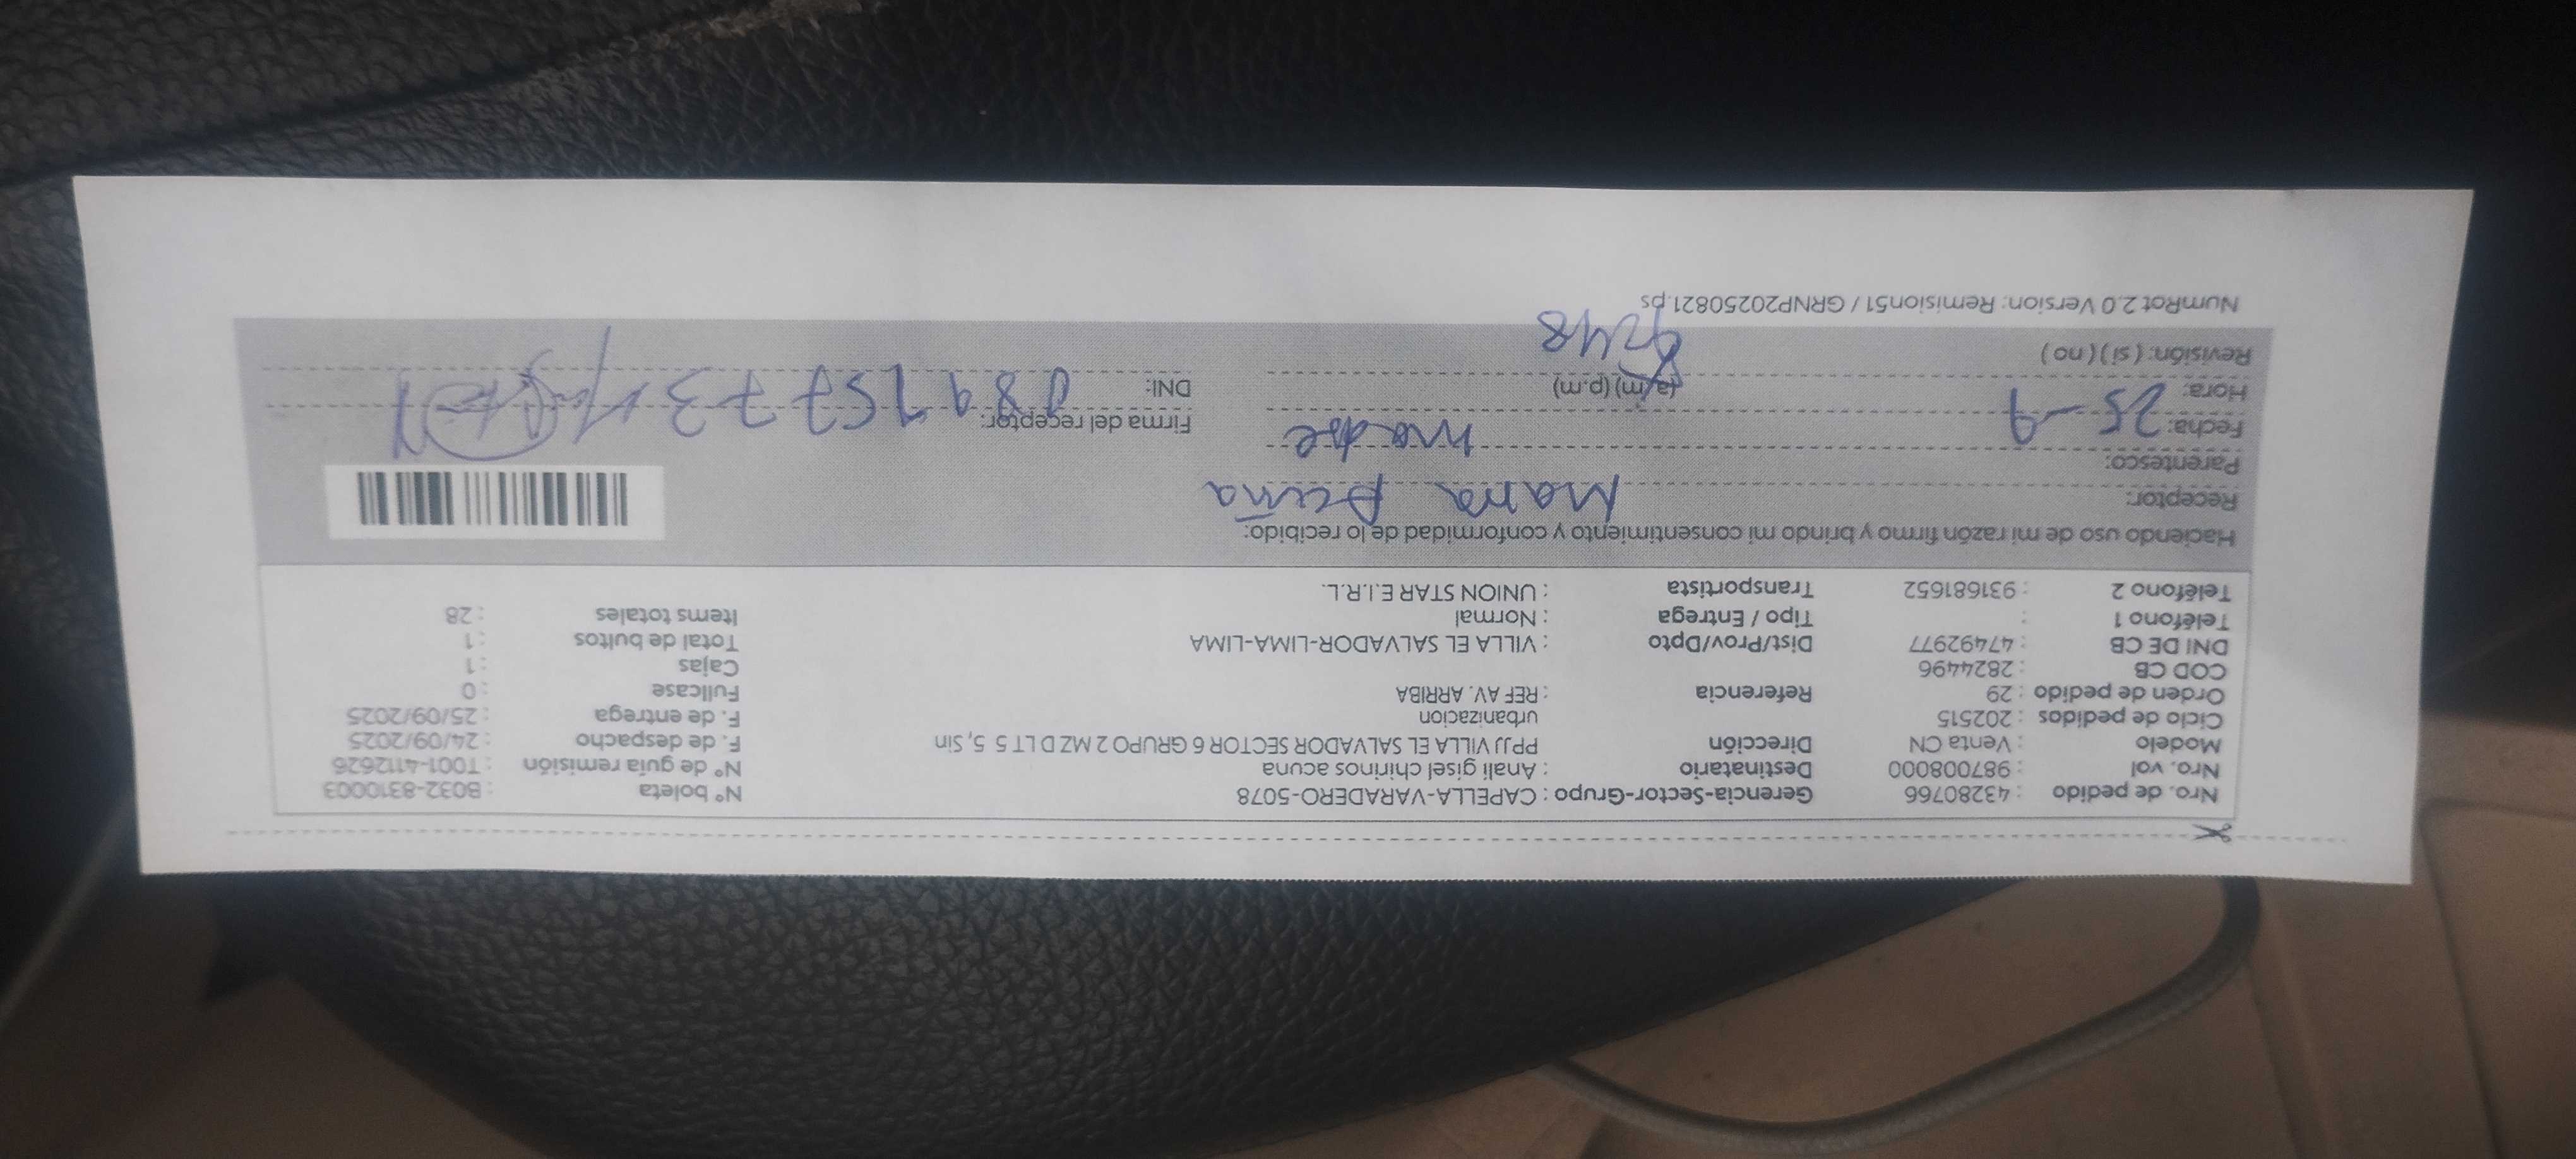 Nro. de pedido : 43280766 Gerencia-Sector-Grupo : CAPELLA-VARADERO-5078 N° boleta : B032-8310003
Nro. vol : 987008000 Destinatario : Anali gisel chirinos acuna N° de guía remisión : T001-4112626
Modelo : Venta CN Dirección PPJJ VILLA EL SALVADOR SECTOR 6 GRUPO 2 MZ D LT 5 5, Sin F. de despacho : 24/09/2025
Ciclo de pedidos : 202515 urbanizacion F. de entrega : 25/09/2025
Orden de pedido : 29 Referencia : REF AV. ARRIBA Fullcase : 0
COD CB : 2824496 Cajas : 1
DNI DE CB : 47492977 Dist/Prov/Dpto : VILLA EL SALVADOR-LIMA-LIMA Total de bultos : 1
Teléfono 1 : Tipo / Entrega : Normal Items totales : 28
Teléfono 2 : 931681652 Transportista : UNION STAR E.I.R.L.
Haciendo uso de mi razón firmo y brindo mi consentimiento y conformidad de lo recibido:
Receptor:
Parentesco: madre
Fecha: 25-9 Firma del receptor:
Hora: (a.m) (p.m) DNI:
Revisión: ( si ) ( no )
NumRot 2.0 Version: Remision51 / GRNP20250821.ps